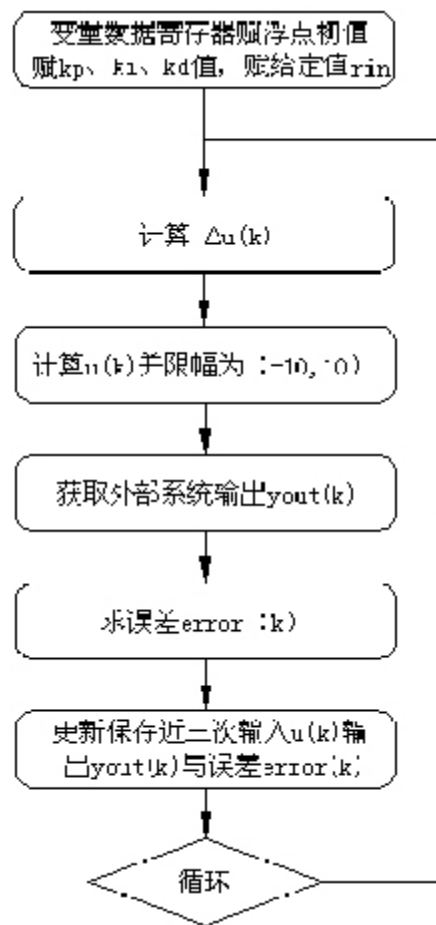 变量数据寄存器赋浮点初值
赋kp、ki、kd值，赋给定值rin
计算 △u(k)
计算u(k)并限幅为(-10,10)
获取外部系统输出yout(k)
求误差error(k)
更新保存近三次输入u(k)输
出yout(k)与误差error(k)
循环